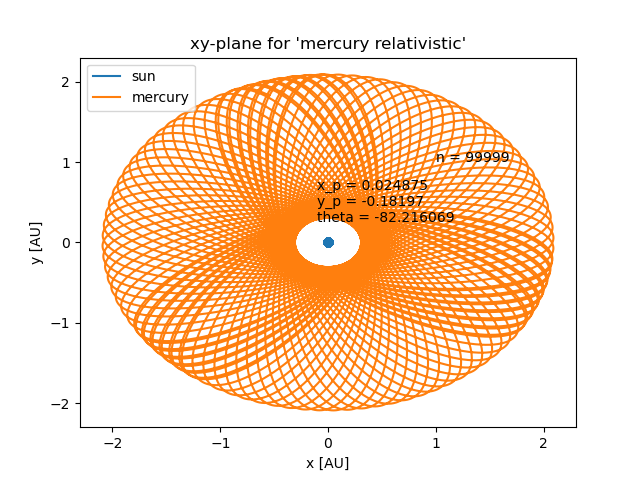 xy-plane for 'mercury relativistic'
sun
mercury
n = 99999
x_p = 0.024875
y_p = -0.18197
theta = -82.216069
y [AU]
2
1
0
−1
−2
−2
−1
0
1
2
x [AU]